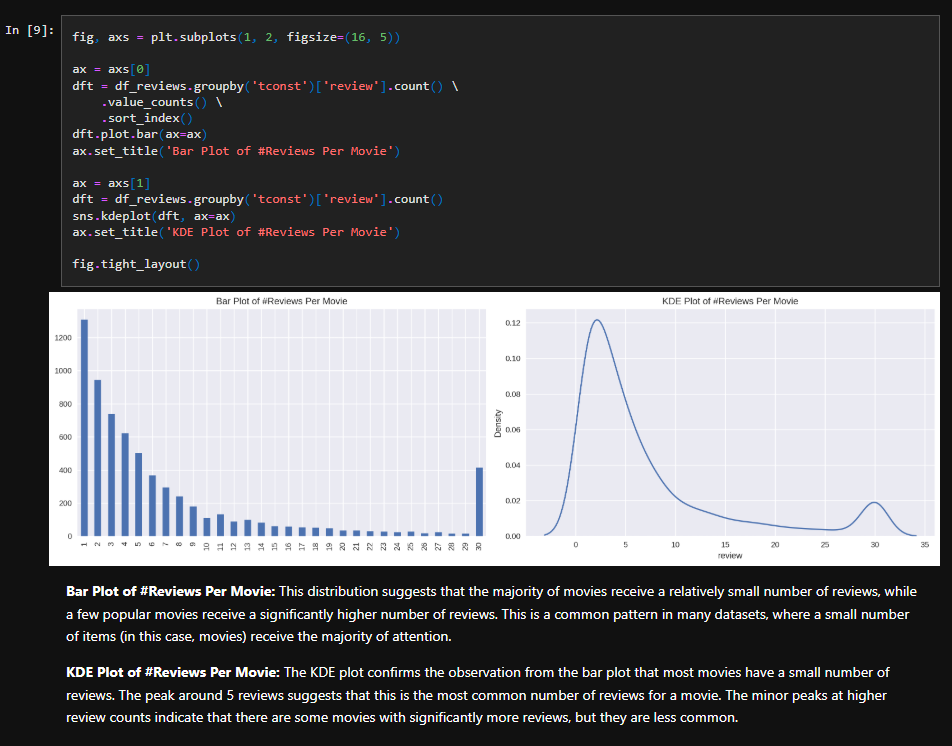 In [9]:
fig, axs = plt.subplots(1, 2, figsize=(16, 5))
ax = axs[0]
dft = df_reviews.groupby('tconst')['review'].count() \
.value_counts() \
.sort_index()
dft.plot.bar(ax=ax)
ax.set_title('Bar Plot of #Reviews Per Movie')
ax = axs[1]
dft = df_reviews.groupby('tconst')['review'].count()
sns.kdeplot(dft, ax=ax)
ax.set_title('KDE Plot of #Reviews Per Movie')
fig.tight_layout()
Bar Plot of #Reviews Per Movie
1200
1000
800
600
400
200
0
1 2 3 4 5 6 7 8 9 10 11 12 13 14 15 16 17 18 19 20 21 22 23 24 25 26 27 28 29 30
KDE Plot of #Reviews Per Movie
Density
0.12
0.10
0.08
0.06
0.04
0.02
0.00
0 5 10 15 20 25 30 35
review
Bar Plot of #Reviews Per Movie: This distribution suggests that the majority of movies receive a relatively small number of reviews, while
a few popular movies receive a significantly higher number of reviews. This is a common pattern in many datasets, where a small number
of items (in this case, movies) receive the majority of attention.
KDE Plot of #Reviews Per Movie: The KDE plot confirms the observation from the bar plot that most movies have a small number of
reviews. The peak around 5 reviews suggests that this is the most common number of reviews for a movie. The minor peaks at higher
review counts indicate that there are some movies with significantly more reviews, but they are less common.